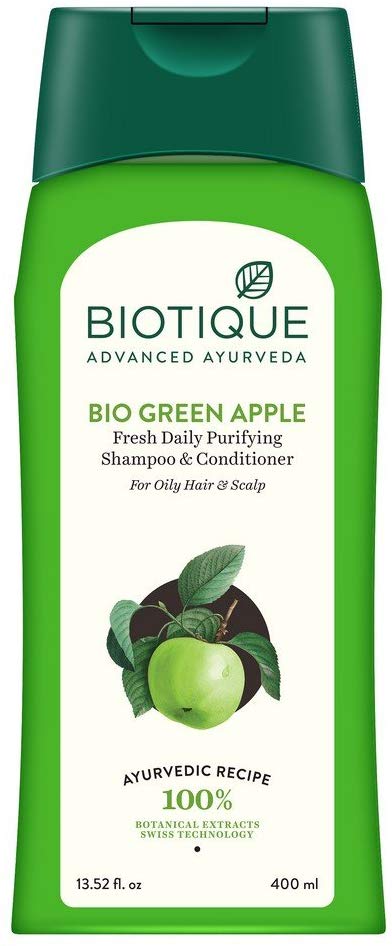 BIOTIQUE
ADVANCED AYURVEDA
BIO GREEN APPLE
Fresh Daily Purifying
Shampoo & Conditioner
For Oily Hair & Scalp
AYURVEDIC RECIPE
100%
BOTANICAL EXTRACTS
SWISS TECHNOLOGY
13.52 fl. oz 400 ml